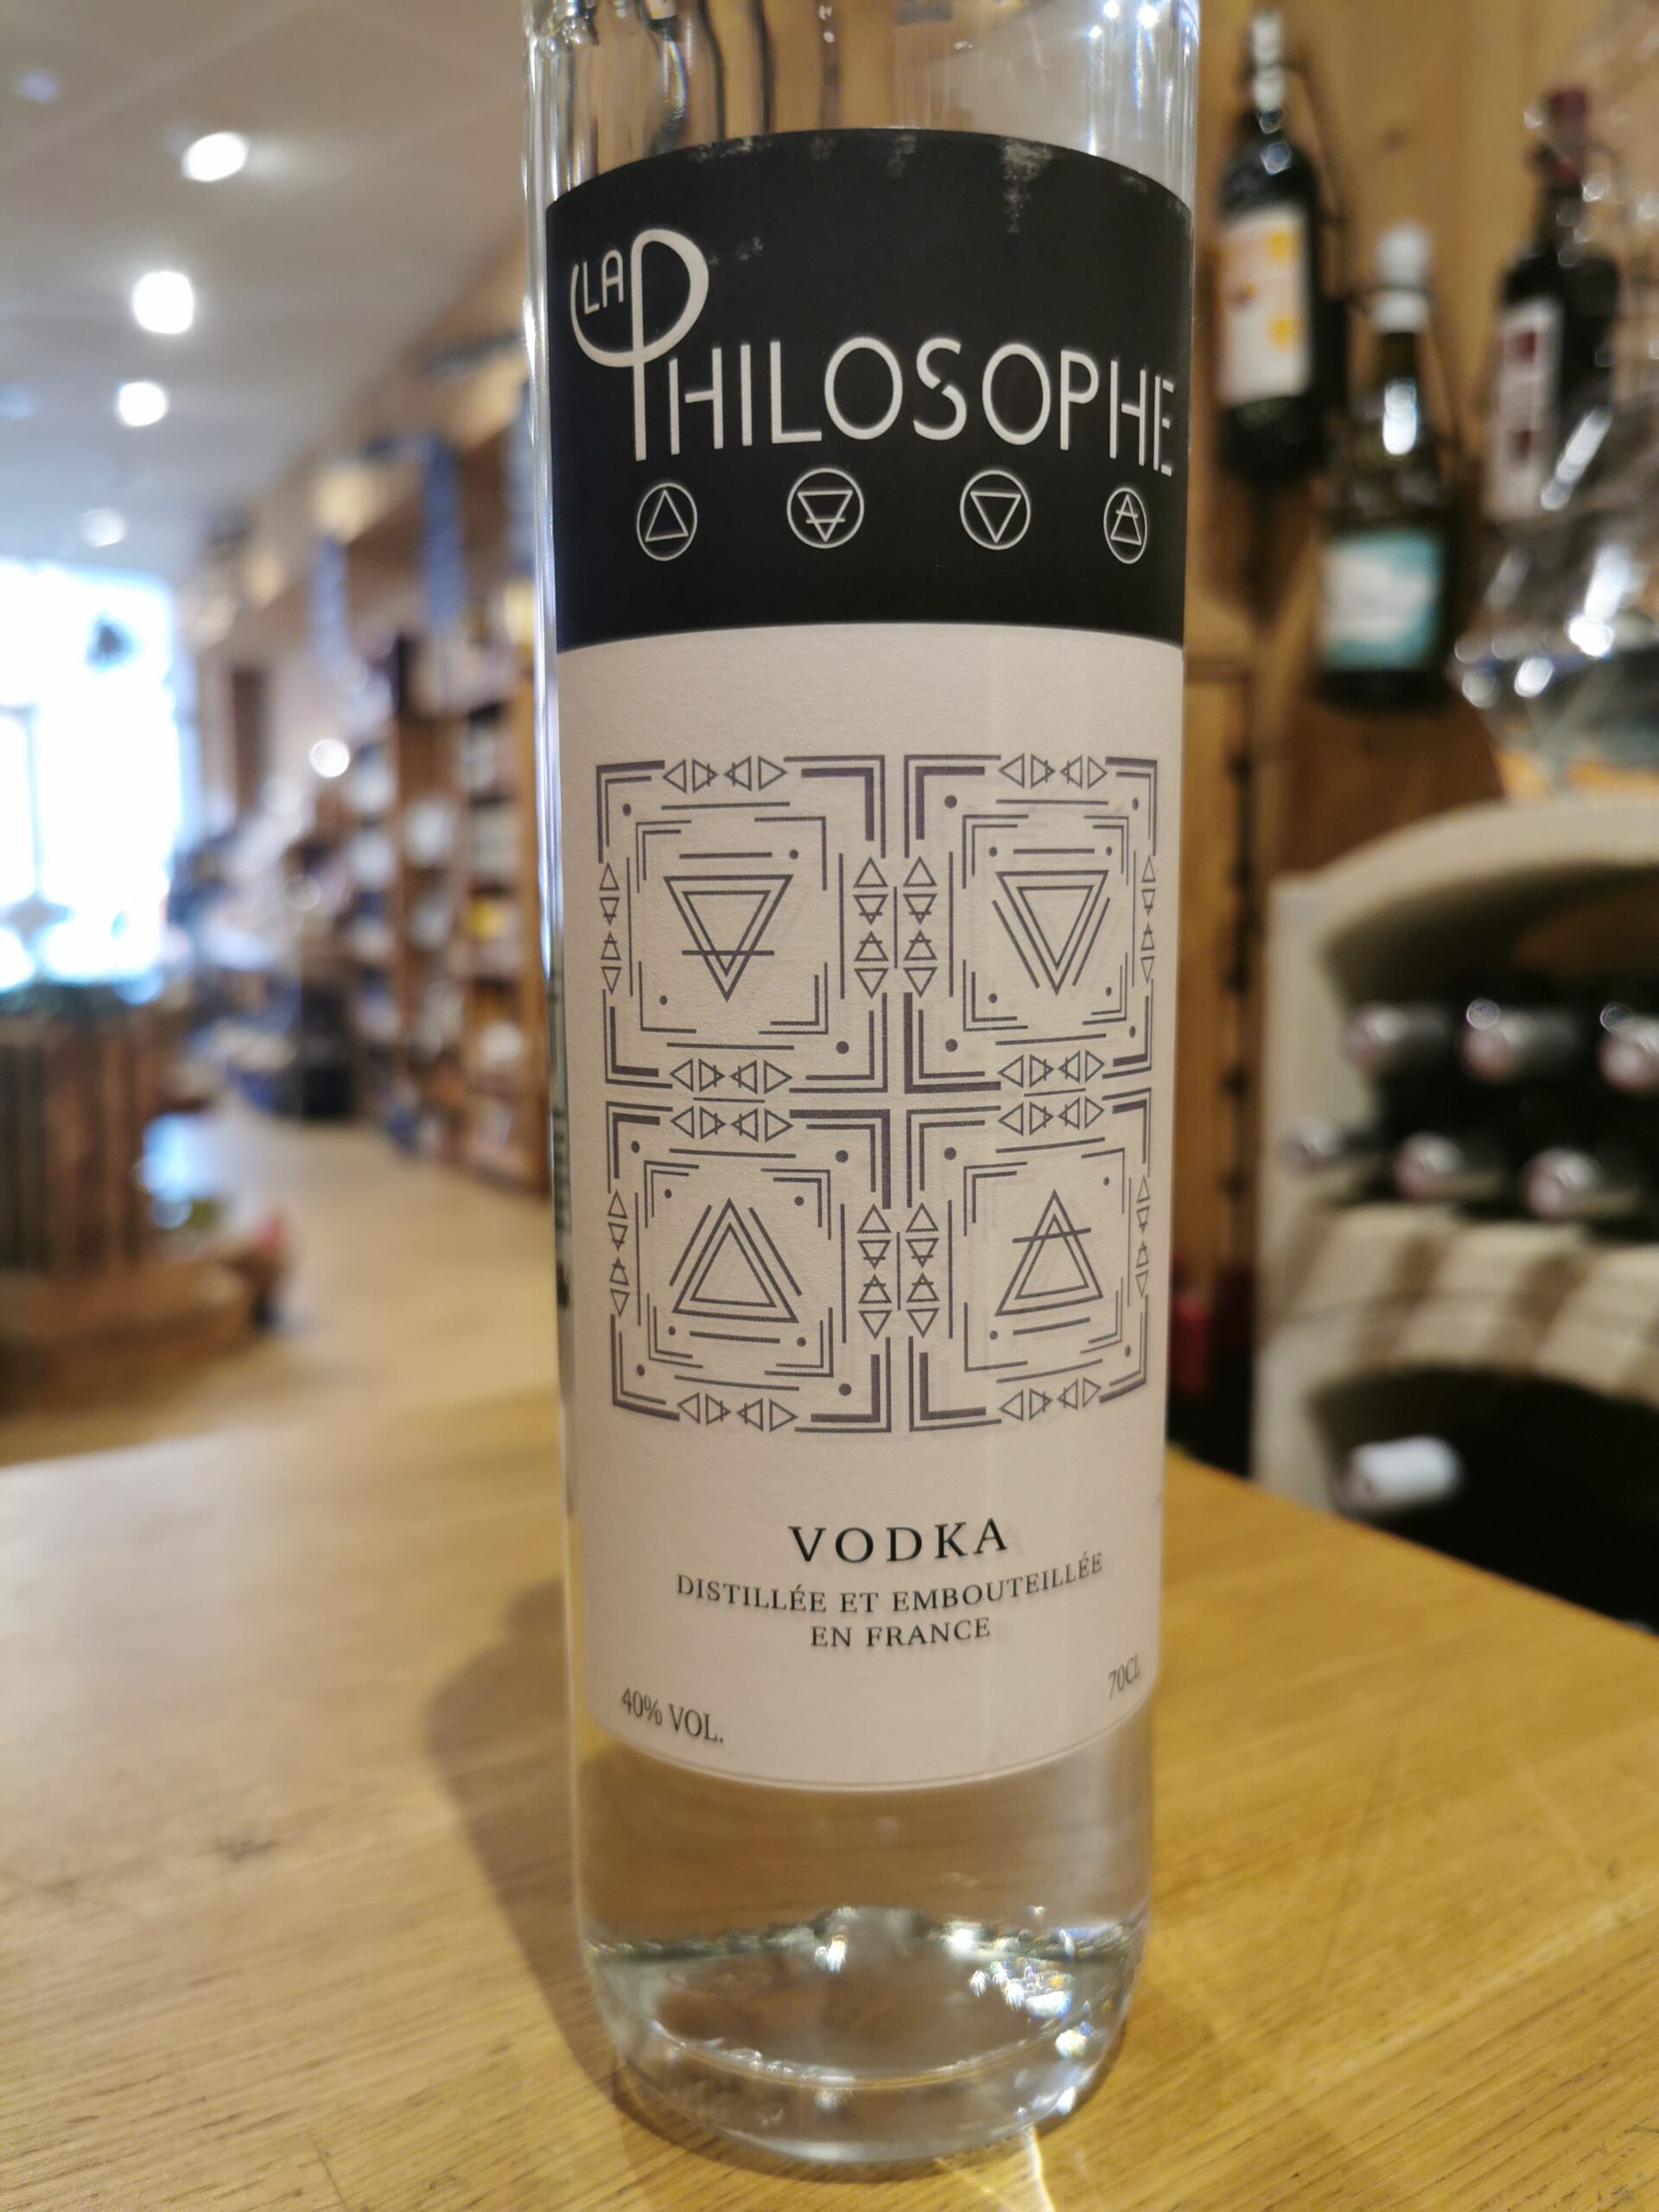 LA
PHILOSOPHE
VODKA
DISTILLÉE ET EMBOUTEILLÉE
EN FRANCE
70CL
40% VOL.